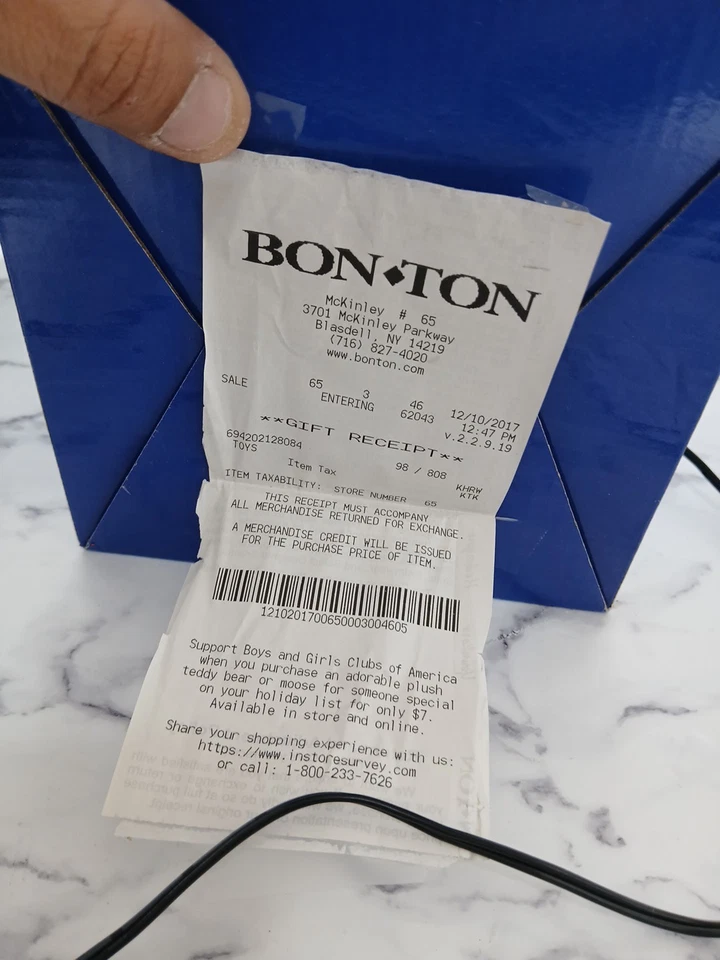 BON♦TON
McKinley # 65
3701 McKinley Parkway
Blasdell, NY 14219
(716) 827-4020
www.bonton.com
SALE 65 3 46 12/10/2017
ENTERING 62043 12:47 PM
v.2.2.9.19
**GIFT RECEIPT**
694202128084 98 / 808 KHRW
TOYS KTK
Item Tax
ITEM TAXABILITY: STORE NUMBER 65
THIS RECEIPT MUST ACCOMPANY
ALL MERCHANDISE RETURNED FOR EXCHANGE.
A MERCHANDISE CREDIT WILL BE ISSUED
FOR THE PURCHASE PRICE OF ITEM.
1210201700650003004605
Support Boys and Girls Clubs of America
when you purchase an adorable plush
teddy bear or moose for someone special
on your holiday list for only $7.
Available in store and online.
Share your shopping experience with us:
https://www.instoresurvey.com
or call: 1-800-233-7626